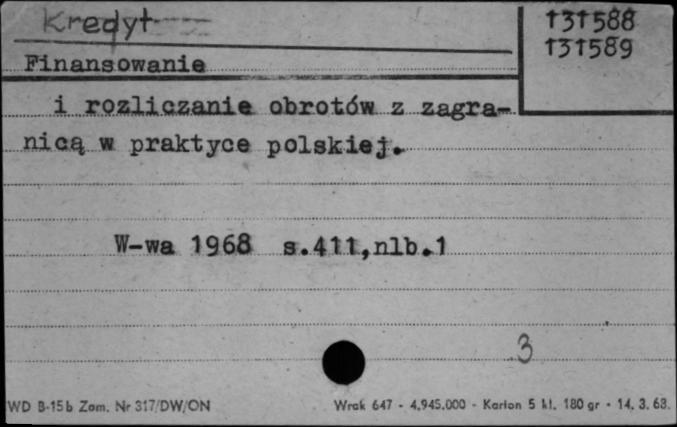 Kredyt
131588
131589
Finansowanie
i rozliczanie obrotów z zagra-
nicą w praktyce polskiej.
W-wa 1968 s.411,nlb.1
3
WD B-15b Zam. Nr 317/DW/ON Wrak 647 - 4.945.000 - Karton 5 kl. 180 gr - 14. 3. 63.